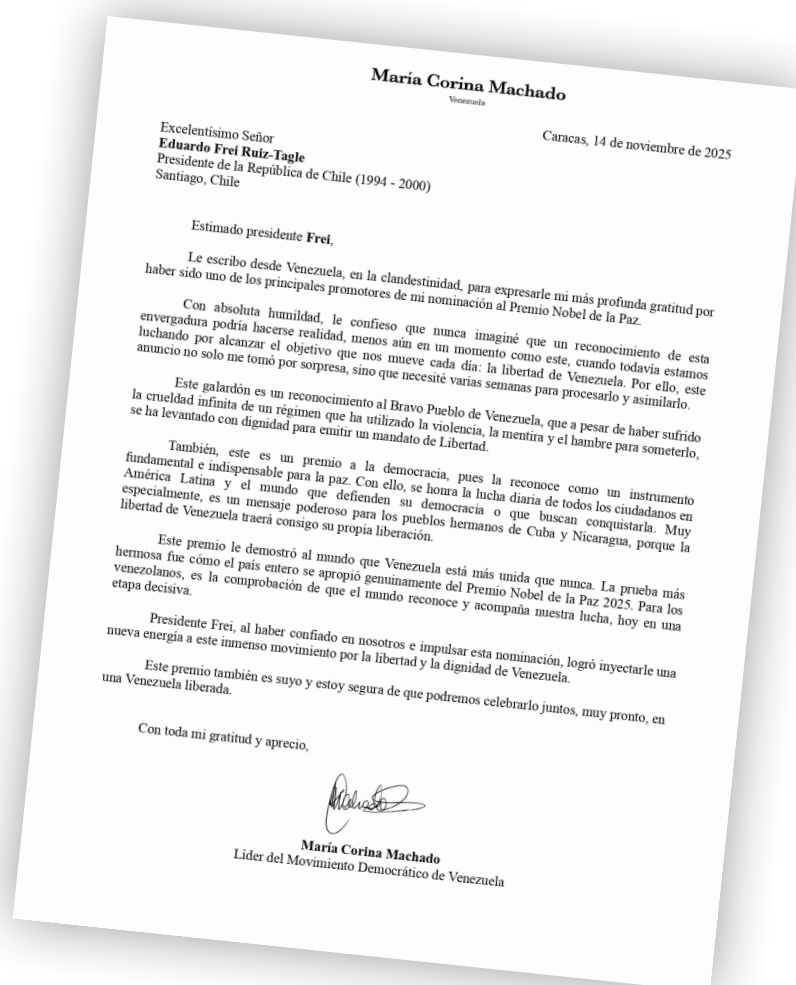 María Corina Machado
Venezuela
Caracas, 14 de noviembre de 2025
Excelentísimo Señor
Eduardo Frei Ruiz-Tagle
Presidente de la República de Chile (1994 - 2000)
Santiago, Chile
Estimado presidente Frei,
Le escribo desde Venezuela, en la clandestinidad, para expresarle mi más profunda gratitud por
haber sido uno de los principales promotores de mi nominación al Premio Nobel de la Paz.
Con absoluta humildad, le confieso que nunca imaginé que un reconocimiento de esta
envergadura podría hacerse realidad, menos aún en un momento como este, cuando todavía estamos
luchando por alcanzar el objetivo que nos mueve cada día: la libertad de Venezuela. Por ello, este
anuncio no solo me tomó por sorpresa, sino que necesité varias semanas para procesarlo y asimilarlo.
Este galardón es un reconocimiento al Bravo Pueblo de Venezuela, que a pesar de haber sufrido
la crueldad infinita de un régimen que ha utilizado la violencia, la mentira y el hambre para someterlo,
se ha levantado con dignidad para emitir un mandato de Libertad.
También, este es un premio a la democracia, pues la reconoce como un instrumento
fundamental e indispensable para la paz. Con ello, se honra la lucha diaria de todos los ciudadanos en
América Latina y el mundo que defienden su democracia o que buscan conquistarla. Muy
especialmente, es un mensaje poderoso para los pueblos hermanos de Cuba y Nicaragua, porque la
libertad de Venezuela traerá consigo su propia liberación.
Este premio le demostró al mundo que Venezuela está más unida que nunca. La prueba más
hermosa fue cómo el país entero se apropió genuinamente del Premio Nobel de la Paz 2025. Para los
venezolanos, es la comprobación de que el mundo reconoce y acompaña nuestra lucha, hoy en una
etapa decisiva.
Presidente Frei, al haber confiado en nosotros e impulsar esta nominación, logró inyectarle una
nueva energía a este inmenso movimiento por la libertad y la dignidad de Venezuela.
Este premio también es suyo y estoy segura de que podremos celebrarlo juntos, muy pronto, en
una Venezuela liberada.
Con toda mi gratitud y aprecio,
Machado
María Corina Machado
Líder del Movimiento Democrático de Venezuela